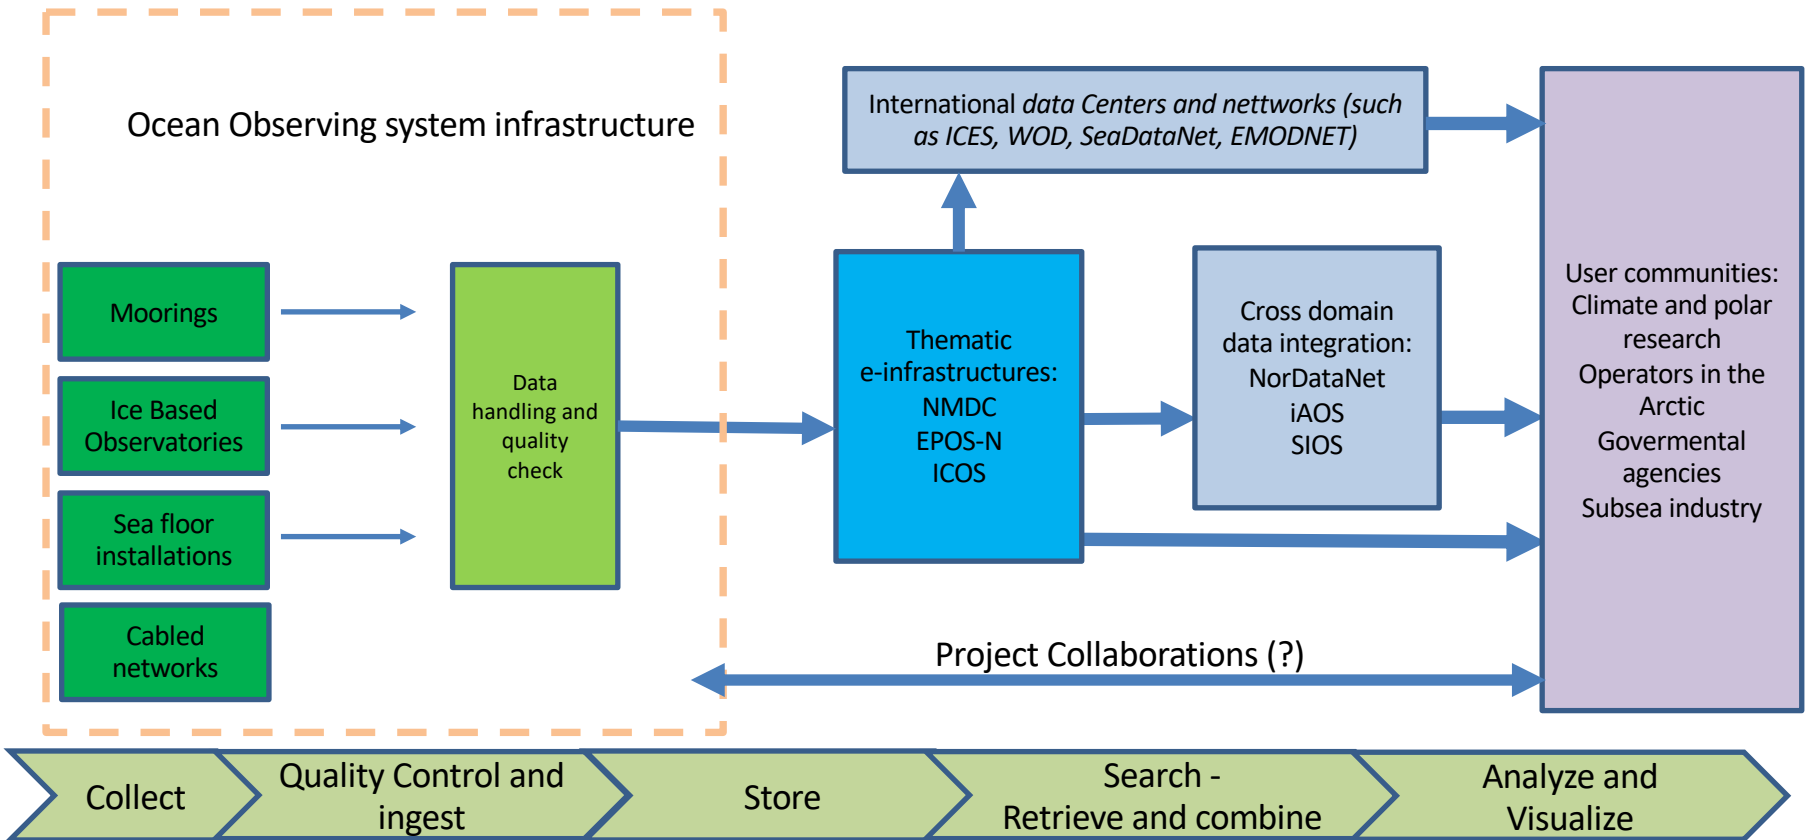 Ocean Observing system infrastructure
Moorings
Ice Based
Observatories
Sea floor
installations
Cabled
networks
Data
handling and
quality
check
International data Centers and nettworks (such
as ICES, WOD, SeaDataNet, EMODNET)
Thematic
e-infrastructures:
NMDC
EPOS-N
ICOS
Cross domain
data integration:
NorDataNet
iAOS
SIOS
User communities:
Climate and polar
research
Operators in the
Arctic
Govermental
agencies
Subsea industry
Project Collaborations (?)
Collect
Quality Control and
ingest
Store
Search -
Retrieve and combine
Analyze and
Visualize